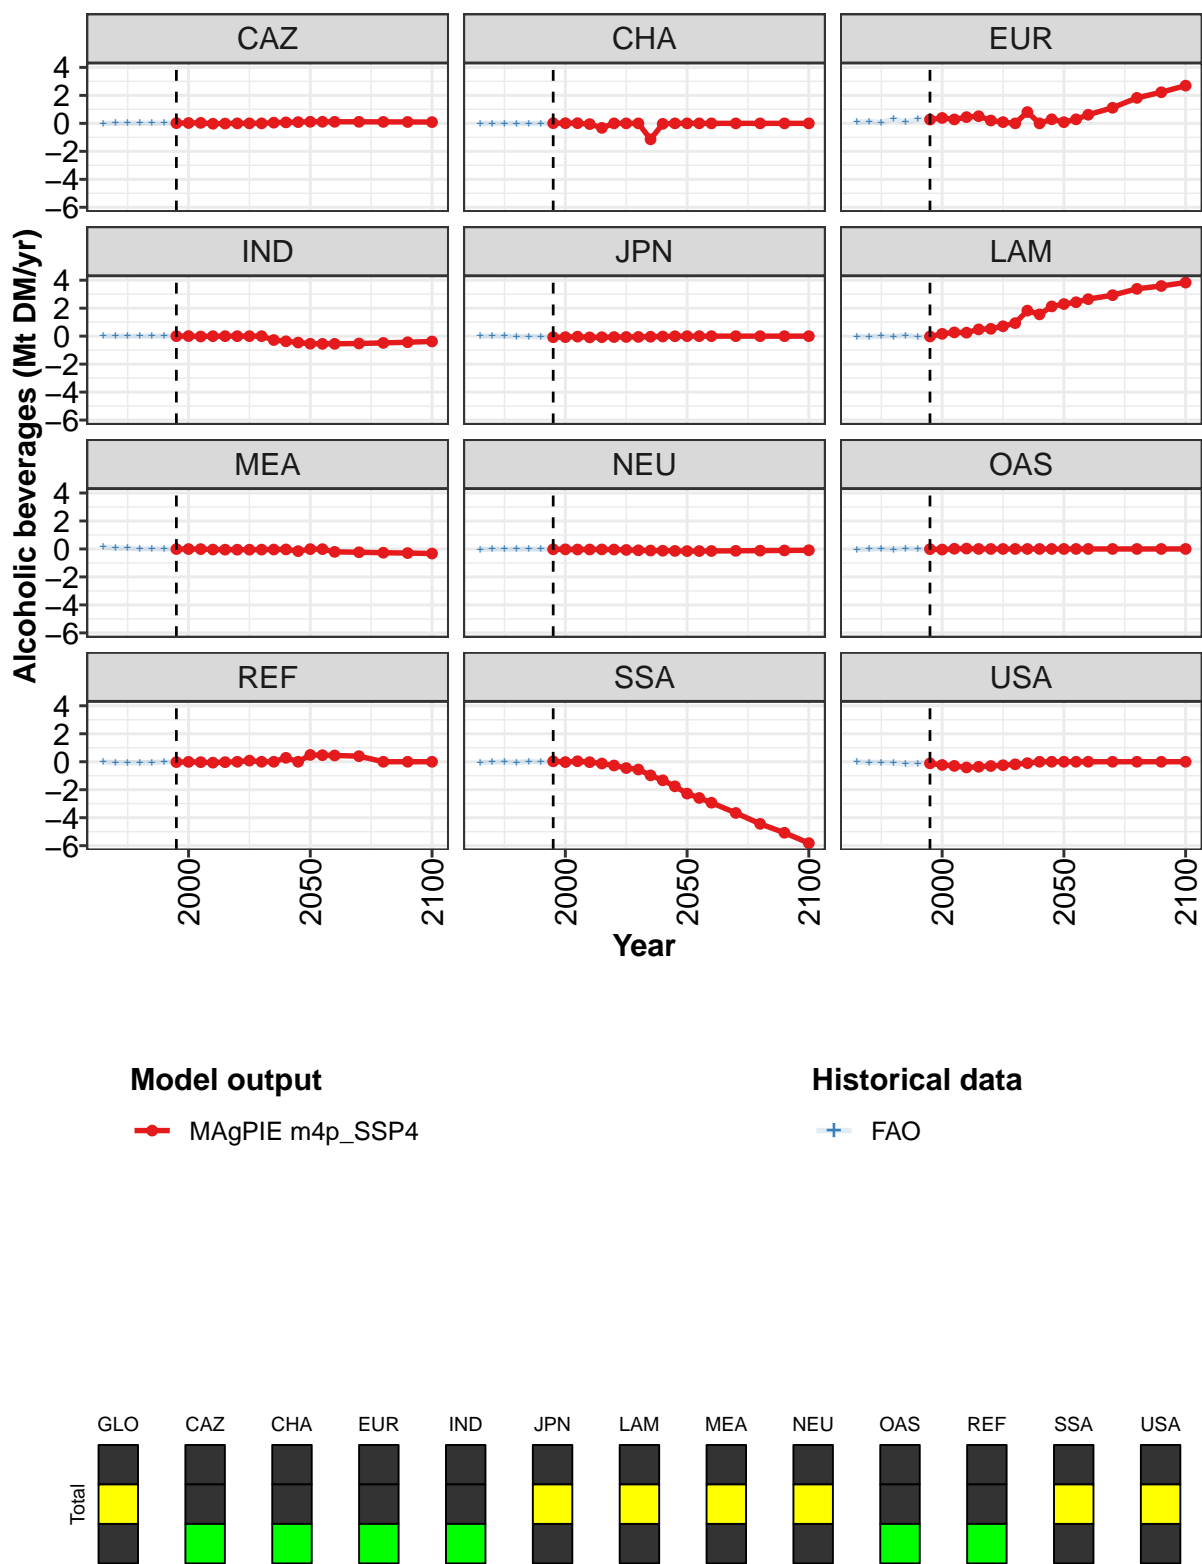 CAZ CHA EUR
4
2
0
−2
−4
−6
IND JPN LAM
4
2
0
−2
−4
−6
MEA NEU OAS
4
2
0
−2
−4
−6
REF SSA USA
4
2
0
−2
−4
−6
Alcoholic beverages (Mt DM/yr)
2000 2050 2100 2000 2050 2100 2000 2050 2100
Year
Model output Historical data
MAgPIE m4p_SSP4 FAO
GLO CAZ CHA EUR IND JPN LAM MEA NEU OAS REF SSA USA
Total